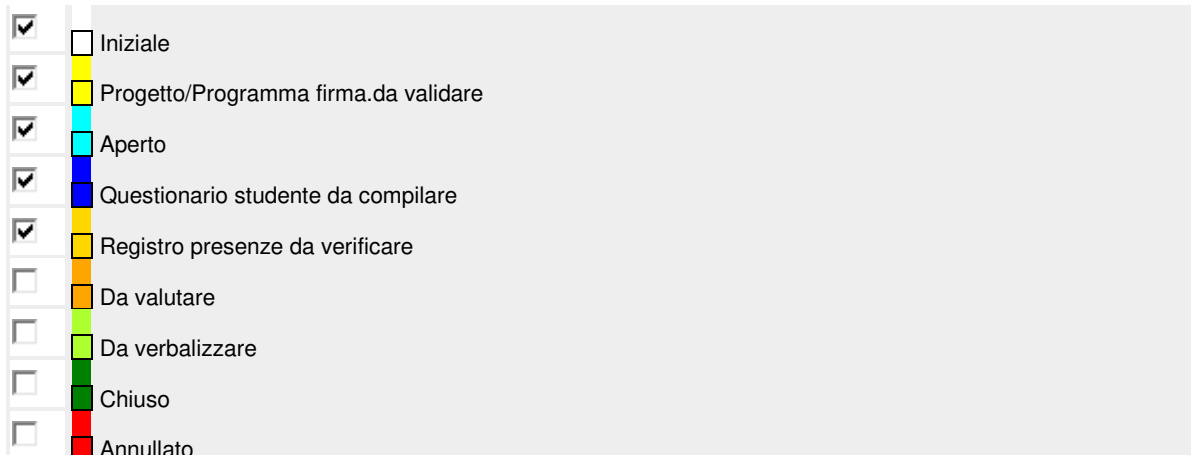 Iniziale
Progetto/Programma firma.da validare
Aperto
Questionario studente da compilare
Registro presenze da verificare
Da valutare
Da verbalizzare
Chiuso
Annullato